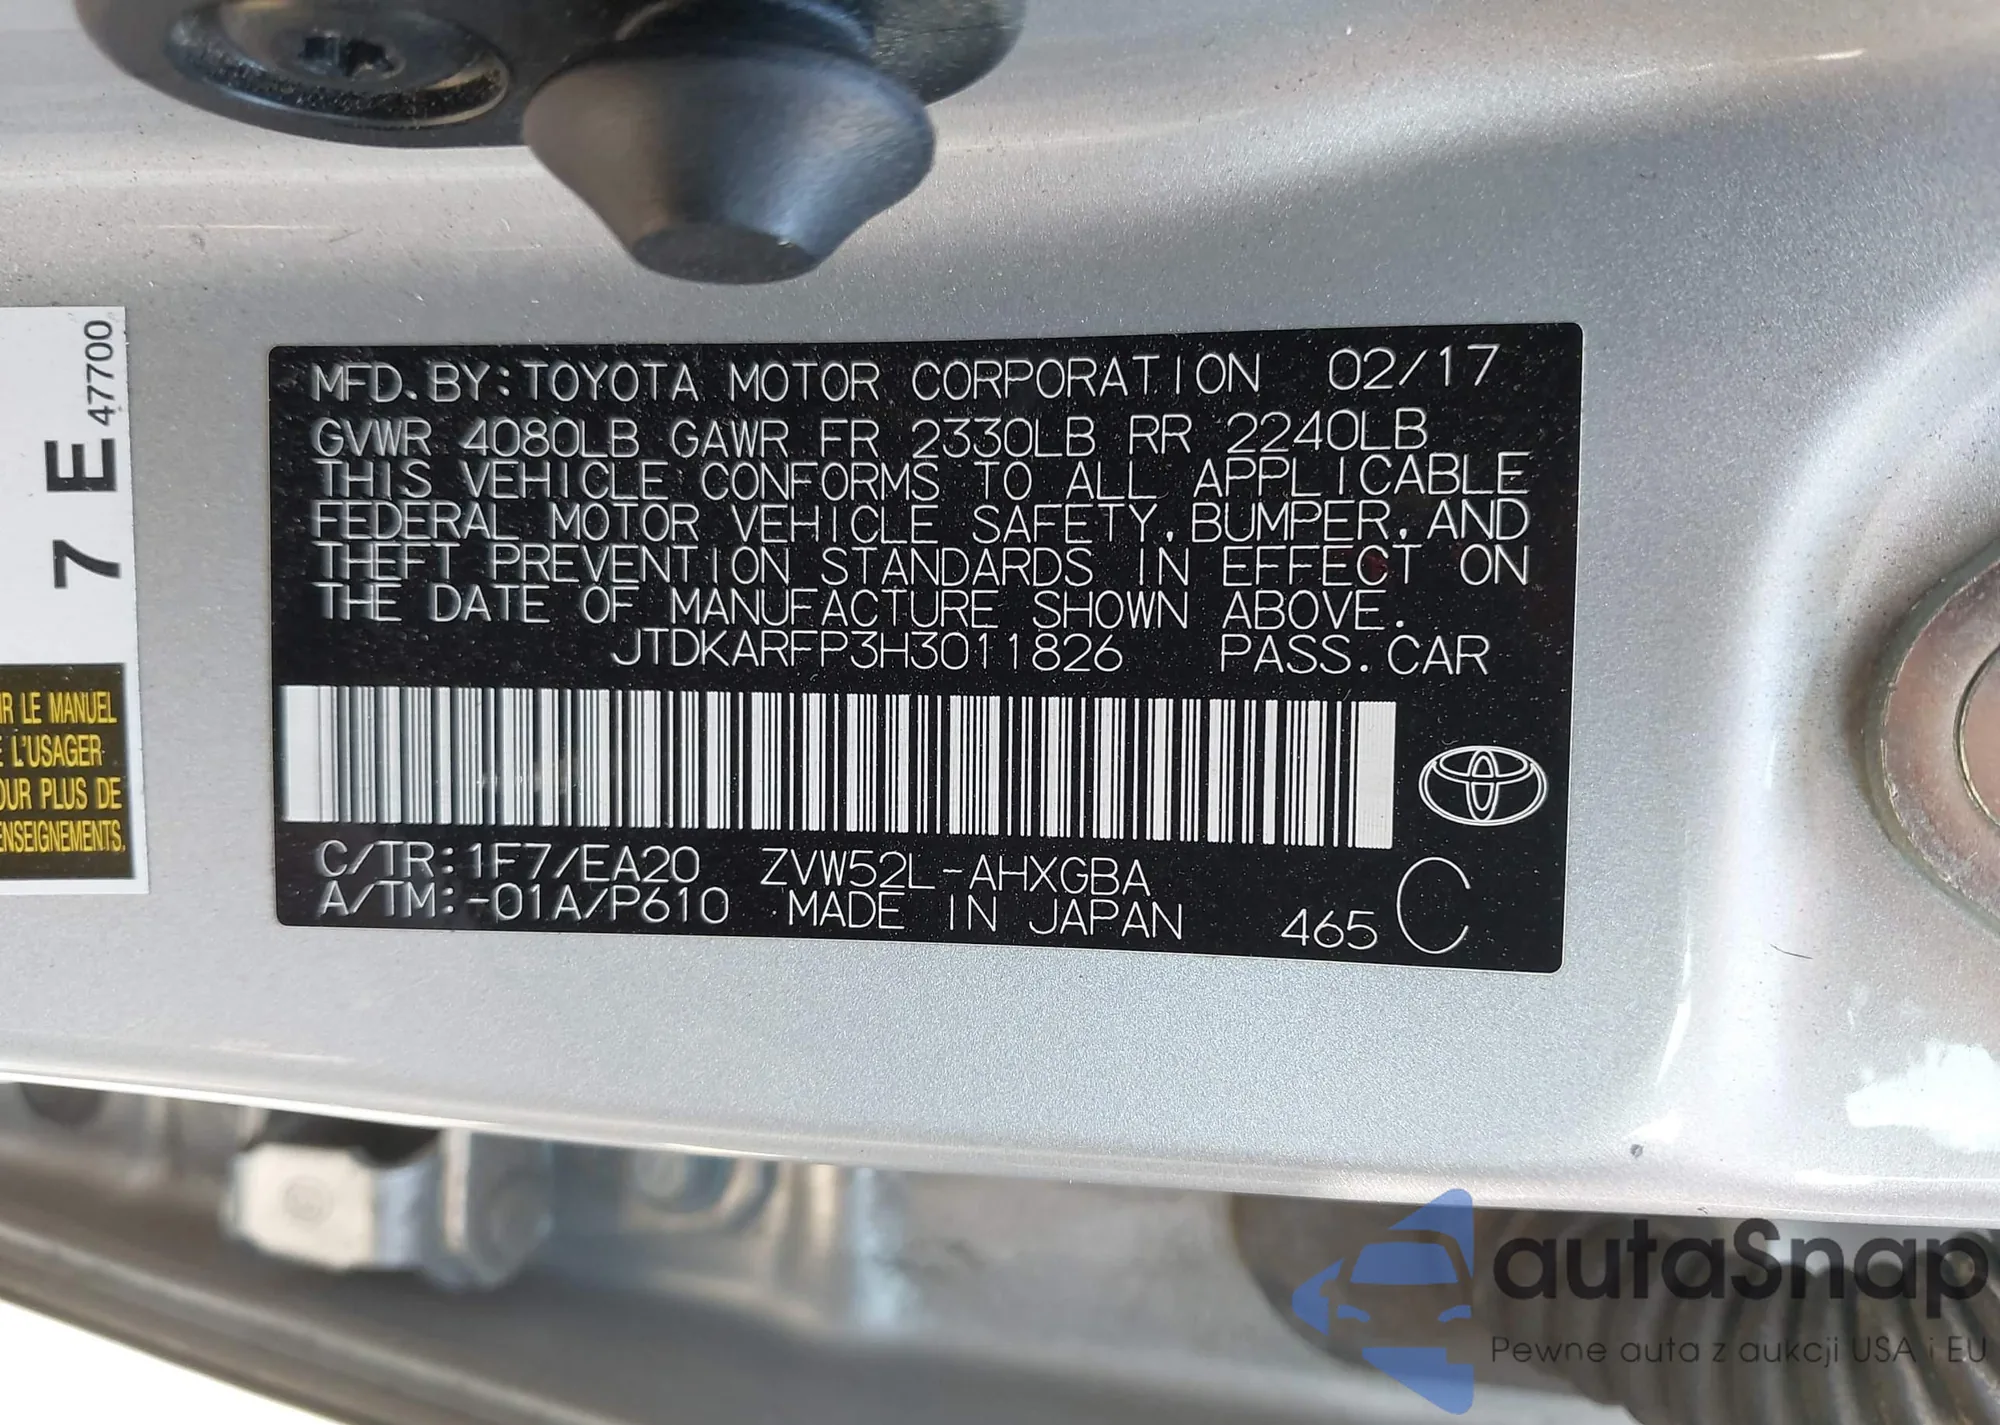 MFD. BY: TOYOTA MOTOR CORPORATION 02/17
GVWR 4080LB GAWR FR 2330LB RR 2240LB
THIS VEHICLE CONFORMS TO ALL APPLICABLE
FEDERAL MOTOR VEHICLE SAFETY, BUMPER, AND
THEFT PREVENTION STANDARDS IN EFFECT ON
THE DATE OF MANUFACTURE SHOWN ABOVE.
JTDKARFP3H3011826 PASS. CAR
C/TR: 1F7/EA20 ZVW52L-AHXGBA
A/TM: -01A/P610 MADE IN JAPAN 465 C
7 E 47700
LE MANUEL
L'USAGER
PLUS DE
autaSnap
Pewne auta z aukcji USA i EU